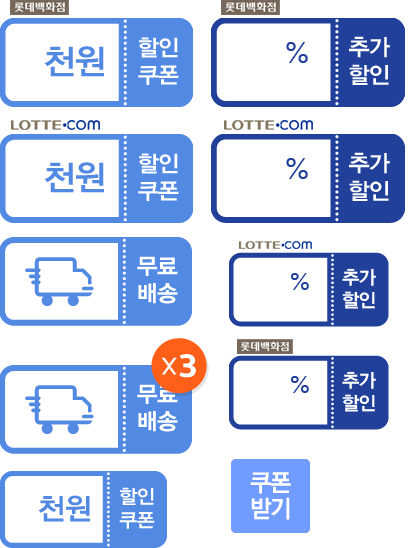 롯데백화점
천원
할인
쿠폰
롯데백화점
%
추가
할인
LOTTE•COM
천원
할인
쿠폰
LOTTE•COM
%
추가
할인
무료
배송
LOTTE•COM
%
추가
할인
X3
무료
배송
롯데백화점
%
추가
할인
천원
할인
쿠폰
쿠폰
받기